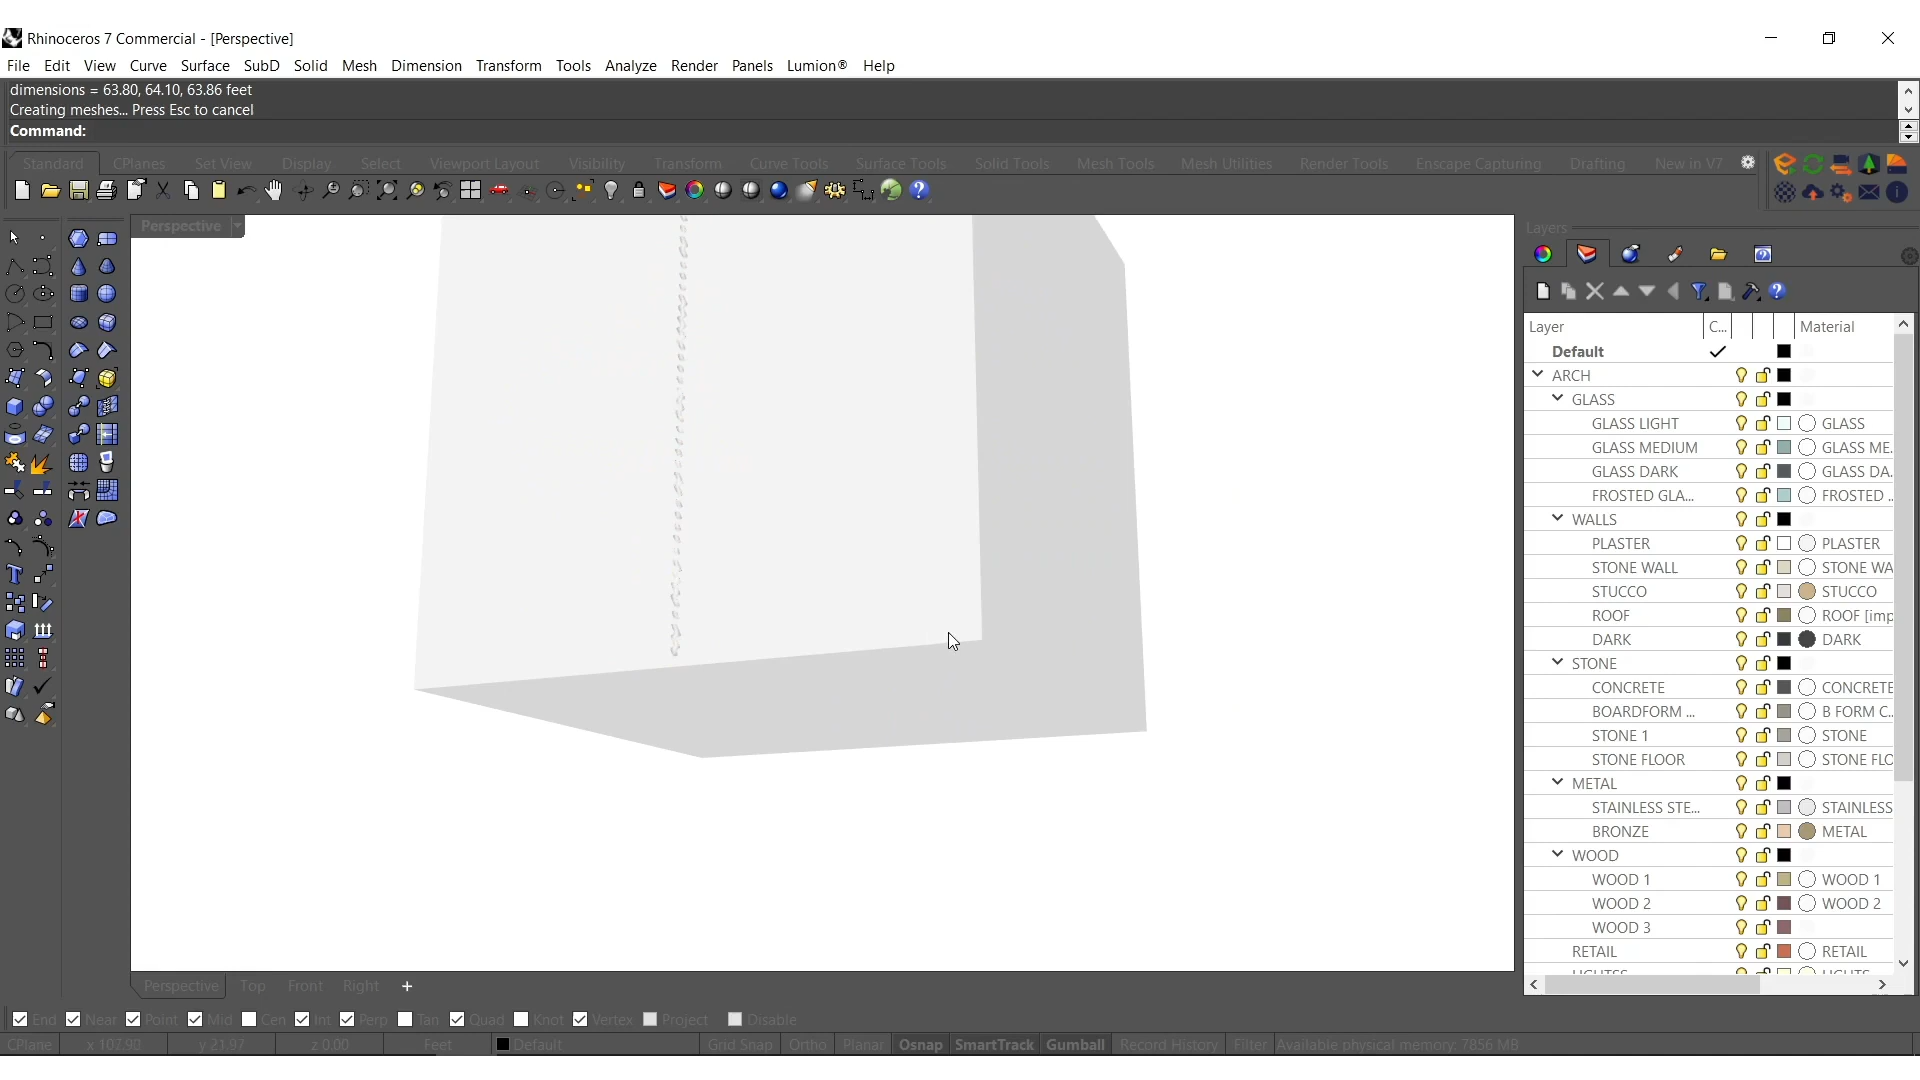 Rhinoceros 7 Commercial - [Perspective]
File Edit View Curve Surface SubD Solid Mesh Dimension Transform Tools Analyze Render Panels Lumion® Help
dimensions = 63.80, 64.10, 63.86 feet
Creating meshes... Press Esc to cancel
Command:
Standard CPlanes Set View Display Select Viewport Layout Visibility Transform Curve Tools Surface Tools Solid Tools Mesh Tools Mesh Utilities Render Tools Enscape Capturing Drafting New in V7
Perspective
Layers
Layer C... Material
Default
ARCH
GLASS
GLASS LIGHT GLASS
GLASS MEDIUM GLASS ME.
GLASS DARK GLASS DA.
FROSTED GLA... FROSTED ..
WALLS
PLASTER PLASTER
STONE WALL STONE WA
STUCCO STUCCO
ROOF ROOF [imp
DARK DARK
STONE
CONCRETE CONCRETE
BOARDFORM ... B FORM C..
STONE 1 STONE
STONE FLOOR STONE FLO
METAL
STAINLESS STE... STAINLESS
BRONZE METAL
WOOD
WOOD 1 WOOD 1
WOOD 2 WOOD 2
WOOD 3
RETAIL RETAIL
Perspective Top Front Right +
End Near Point Mid Cen Int Perp Tan Quad Knot Vertex Project Disable
CPlane x 107.90 y 21.97 z 0.00 Feet Default Grid Snap Ortho Planar Osnap SmartTrack Gumball Record History Filter Available physical memory: 7856 MB